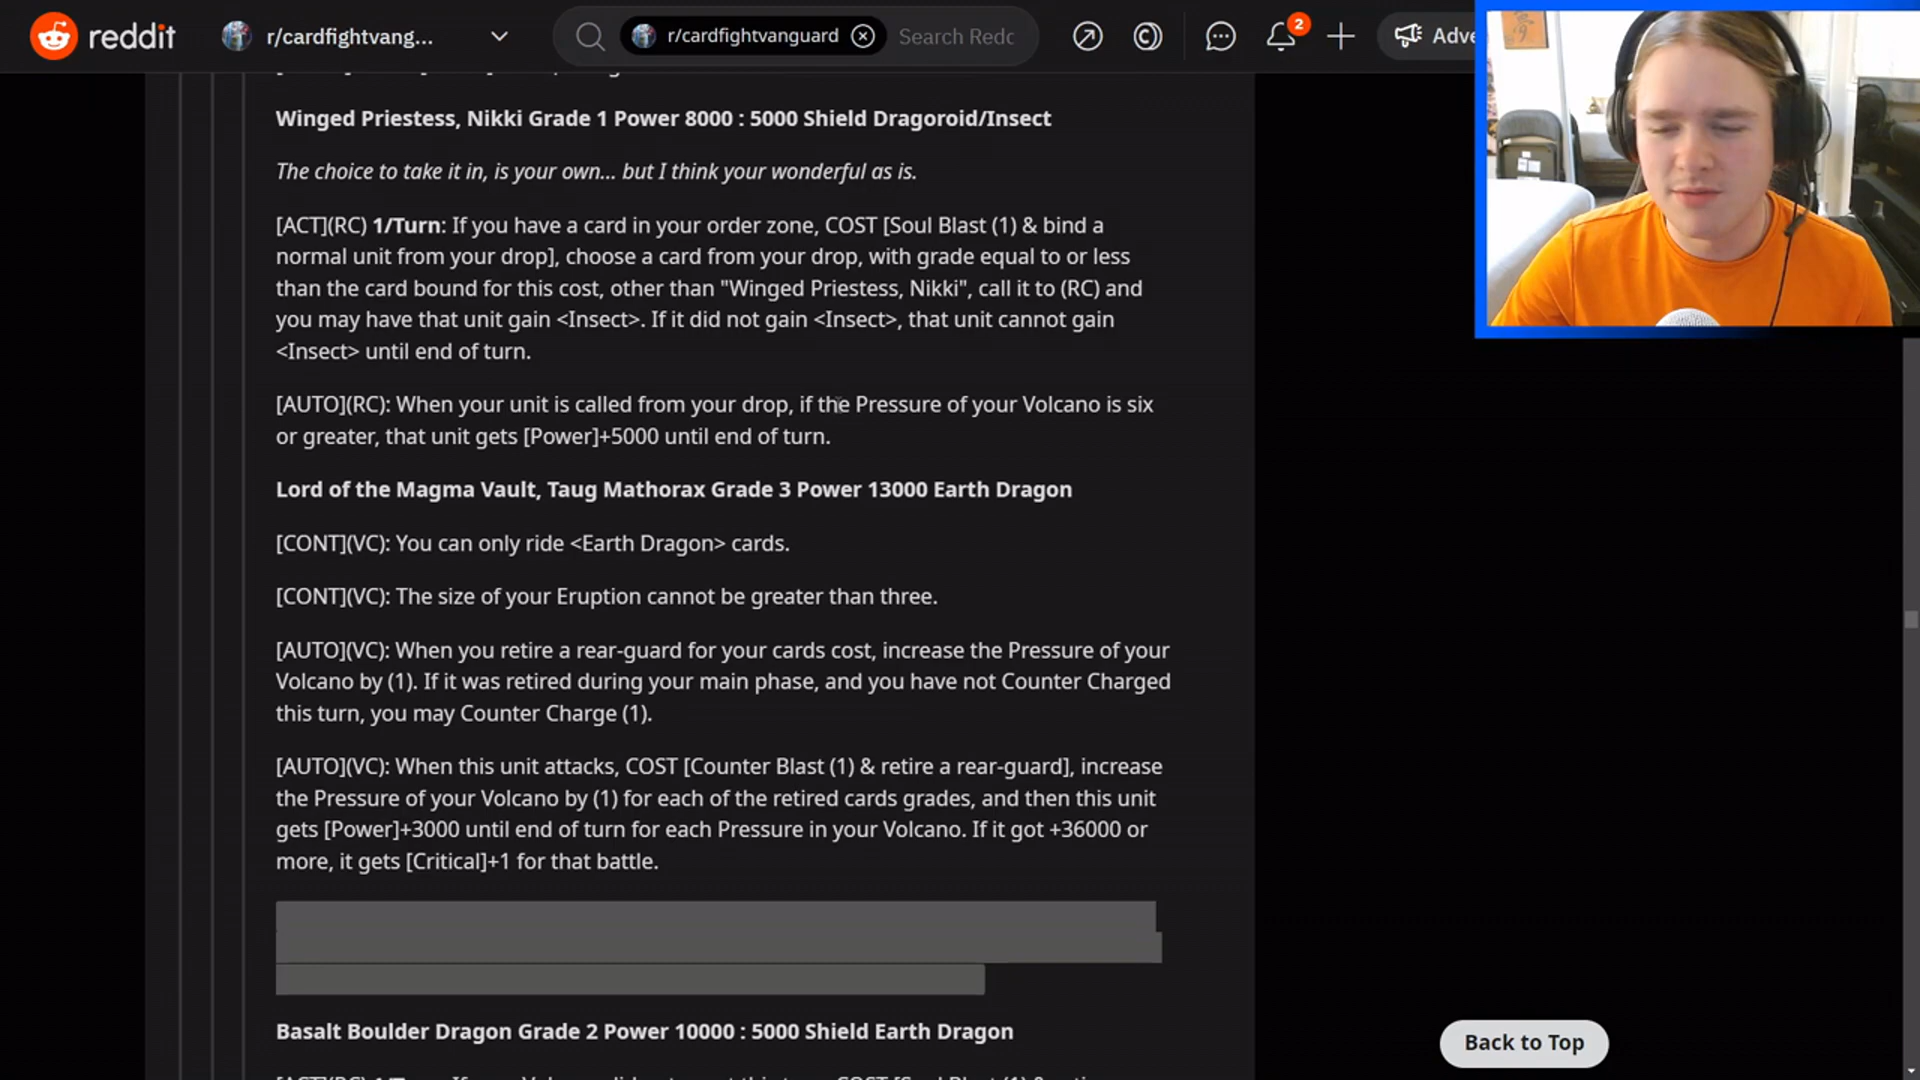 reddit
r/cardfightvang...
r/cardfightvanguard
Search Redc
2
Adve
Winged Priestess, Nikki Grade 1 Power 8000 : 5000 Shield Dragoroid/Insect
The choice to take it in, is your own... but I think your wonderful as is.
[ACT](RC) 1/Turn: If you have a card in your order zone, COST [Soul Blast (1) & bind a
normal unit from your drop], choose a card from your drop, with grade equal to or less
than the card bound for this cost, other than "Winged Priestess, Nikki", call it to (RC) and
you may have that unit gain <Insect>. If it did not gain <Insect>, that unit cannot gain
<Insect> until end of turn.
[AUTO](RC): When your unit is called from your drop, if the Pressure of your Volcano is six
or greater, that unit gets [Power]+5000 until end of turn.
Lord of the Magma Vault, Taug Mathorax Grade 3 Power 13000 Earth Dragon
[CONT](VC): You can only ride <Earth Dragon> cards.
[CONT](VC): The size of your Eruption cannot be greater than three.
[AUTO](VC): When you retire a rear-guard for your cards cost, increase the Pressure of your
Volcano by (1). If it was retired during your main phase, and you have not Counter Charged
this turn, you may Counter Charge (1).
[AUTO](VC): When this unit attacks, COST [Counter Blast (1) & retire a rear-guard], increase
the Pressure of your Volcano by (1) for each of the retired cards grades, and then this unit
gets [Power]+3000 until end of turn for each Pressure in your Volcano. If it got +36000 or
more, it gets [Critical]+1 for that battle.
Basalt Boulder Dragon Grade 2 Power 10000 : 5000 Shield Earth Dragon
Back to Top